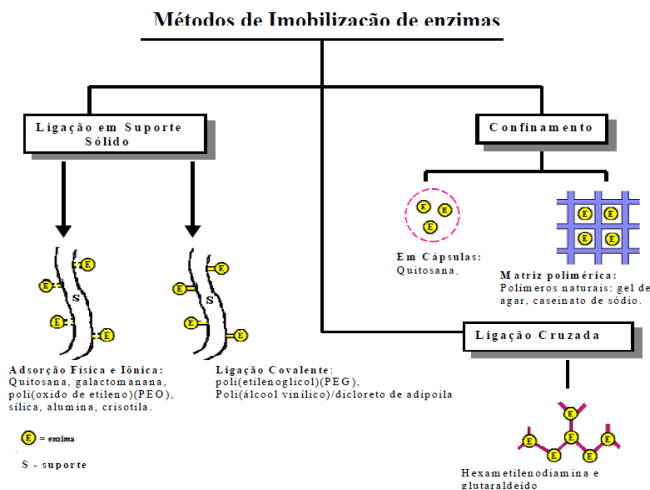 Métodos de Imobilização de enzimas
Ligação em Suporte
Sólido
Confinamento
E
E
E
E
E
E
E
E
S
S
E
E
E
E
E
E
E
Em Cápsulas:
Quitosana,
Matriz polimérica:
Polímeros naturais: gel de
agar, caseinato de sódio.
Ligação Cruzada
Adsorção Física e Iônica:
Quitosana, galactomanana,
poli(oxido de etileno)(PEO),
sílica, alumina, crisotila.
Ligação Covalente:
poli(etilenoglicol)(PEG),
Poli(álcool vinílico)/dicloreto de adipoíla
E = enzima
S - suporte
E
E
E
E
E
E
Hexametilenodiamina e
glutaraldeído